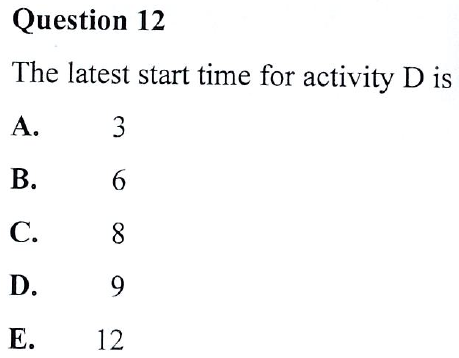 Question 12
The latest start time for activity D is
A. 3
B. 6
C. 8
D. 9
E. 12